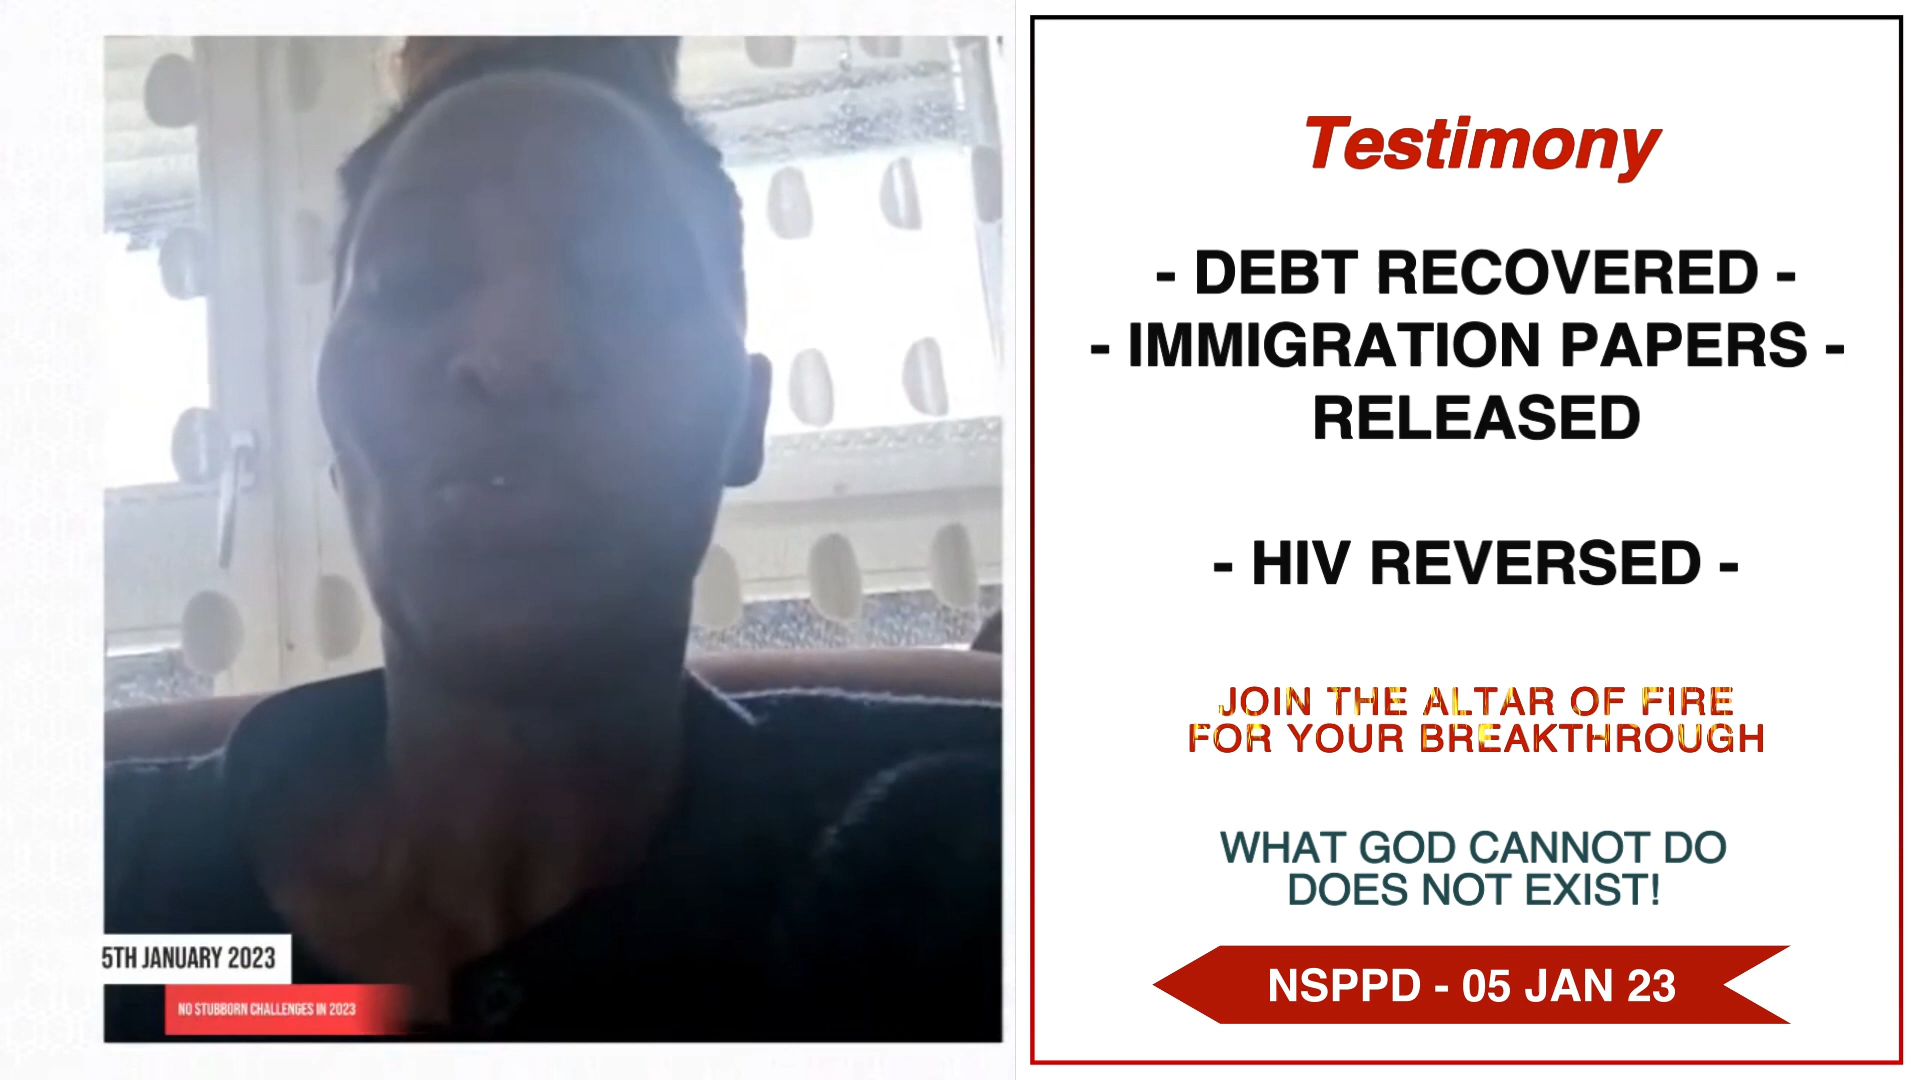 5TH JANUARY 2023
NO STUBBORN CHALLENGES IN 2023
Testimony
- DEBT RECOVERED -
- IMMIGRATION PAPERS -
RELEASED
- HIV REVERSED -
JOIN THE ALTAR OF FIRE
FOR YOUR BREAKTHROUGH
WHAT GOD CANNOT DO
DOES NOT EXIST!
NSPPD - 05 JAN 23